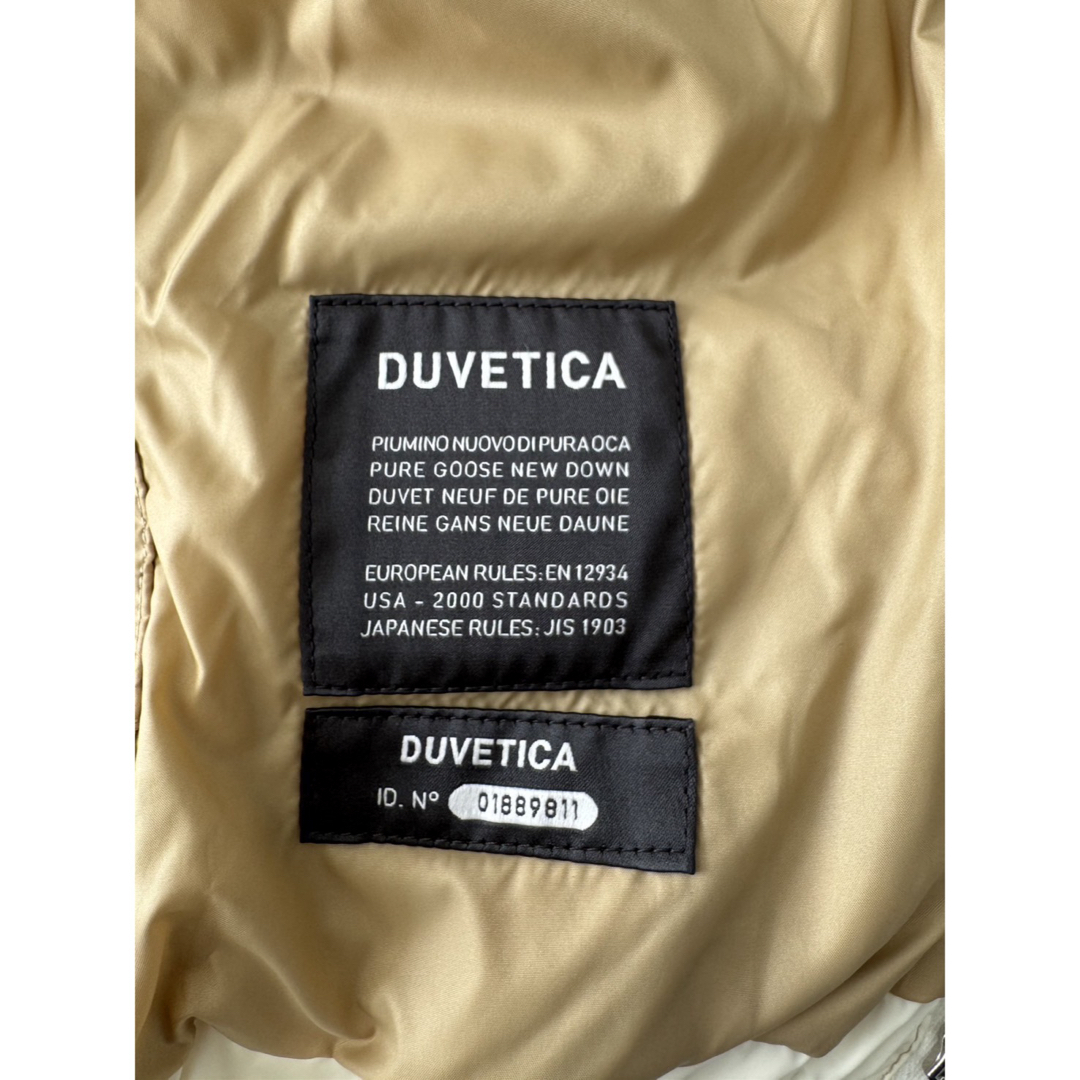 DUVETICA
PIUMINO NUOVO DI PURA OCA
PURE GOOSE NEW DOWN
DUVET NEUF DE PURE OIE
REINE GANS NEUE DAUNE
EUROPEAN RULES: EN 12934
USA - 2000 STANDARDS
JAPANESE RULES: JIS 1903
DUVETICA
ID. Nº 01889811